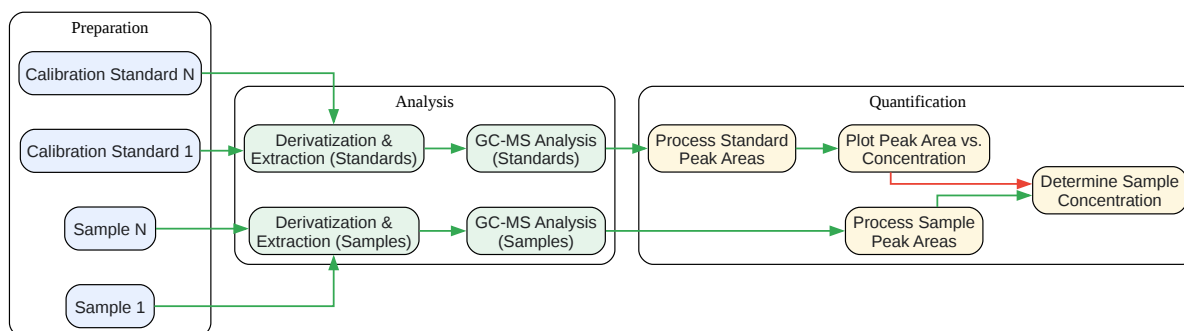 Preparation
Calibration Standard N
Calibration Standard 1
Sample N
Sample 1
Analysis
Derivatization &
Extraction (Standards)
GC-MS Analysis
(Standards)
Derivatization &
Extraction (Samples)
GC-MS Analysis
(Samples)
Quantification
Process Standard
Peak Areas
Plot Peak Area vs.
Concentration
Determine Sample
Concentration
Process Sample
Peak Areas